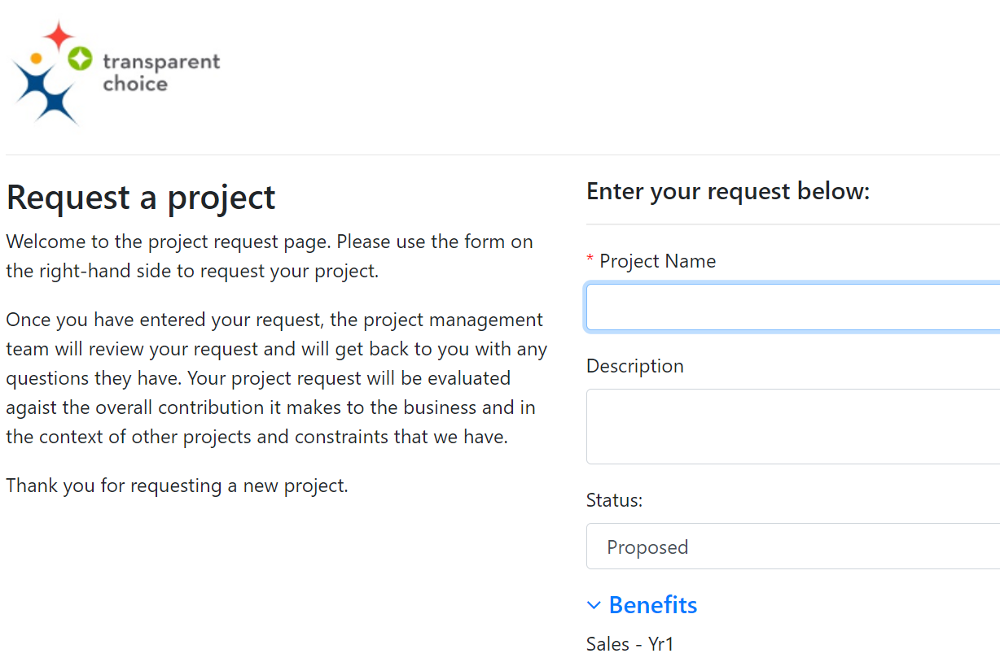 transparent
choice
Request a project
Welcome to the project request page. Please use the form on
the right-hand side to request your project.
Once you have entered your request, the project management
team will review your request and will get back to you with any
questions they have. Your project request will be evaluated
agaist the overall contribution it makes to the business and in
the context of other projects and constraints that we have.
Thank you for requesting a new project.
Enter your request below:
* Project Name
Description
Status:
Proposed
Benefits
Sales - Yr1